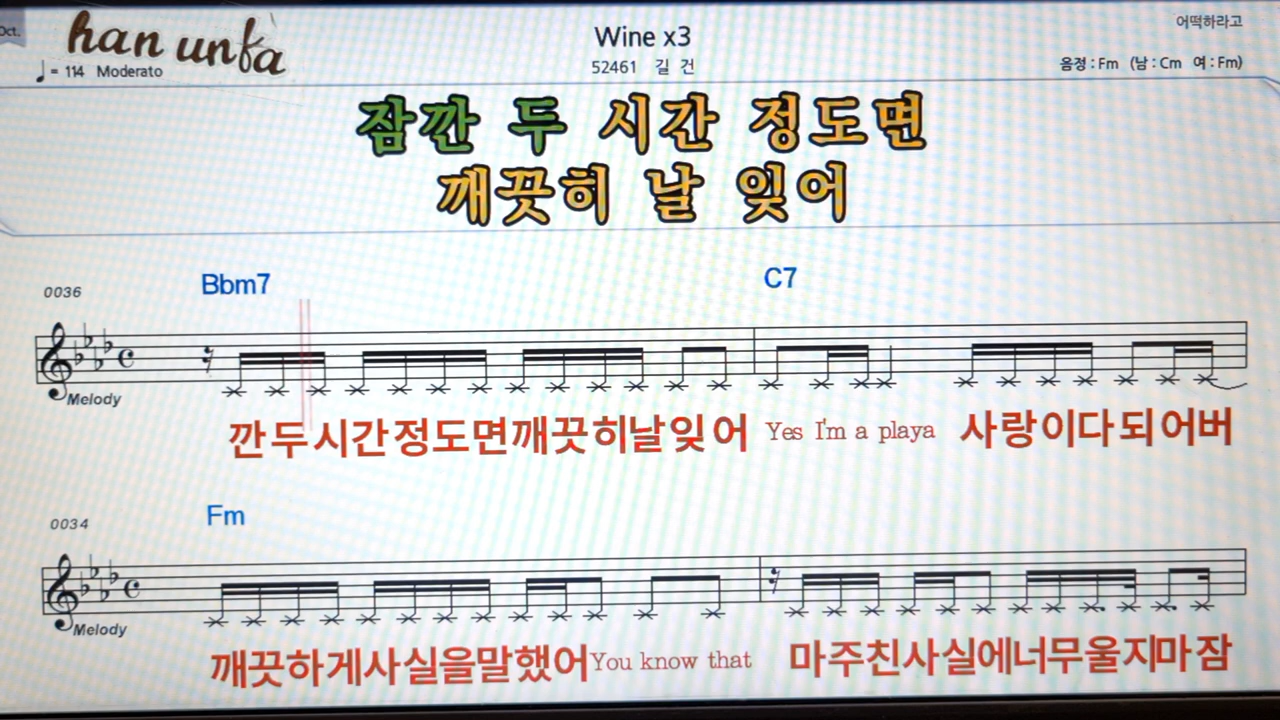 Oct.
han unfa
어떡하라고
Wine x3
♩= 114 Moderato
52461 길 건
음정 : Fm (남 : Cm 여 : Fm)
잠깐 두 시간 정도면
깨끗히 날 잊어
Bbm7 C7
0036
Melody
깐두시간정도면깨끗히날잊어 Yes I'm a playa 사랑이다되어버
Fm
0034
Melody
깨끗하게사실을말했어You know that 마주친사실에너무울지마잠